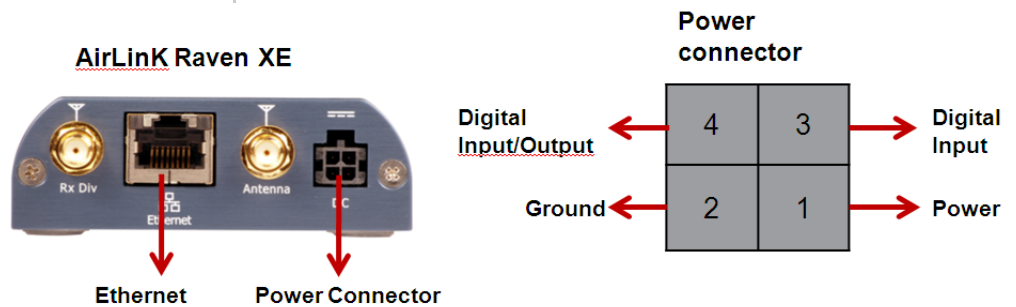 AirLinK Raven XE
Rx Div
Ethernet
Antenna
DC
Ethernet
Power Connector
Power
connector
Digital
Input/Output
4
3
Digital
Input
Ground
2
1
Power